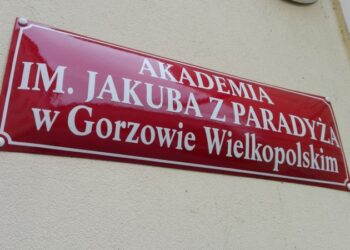 AKADEMIA
IM. JAKUBA Z PARADYŻA
w Gorzowie Wielkopolskim